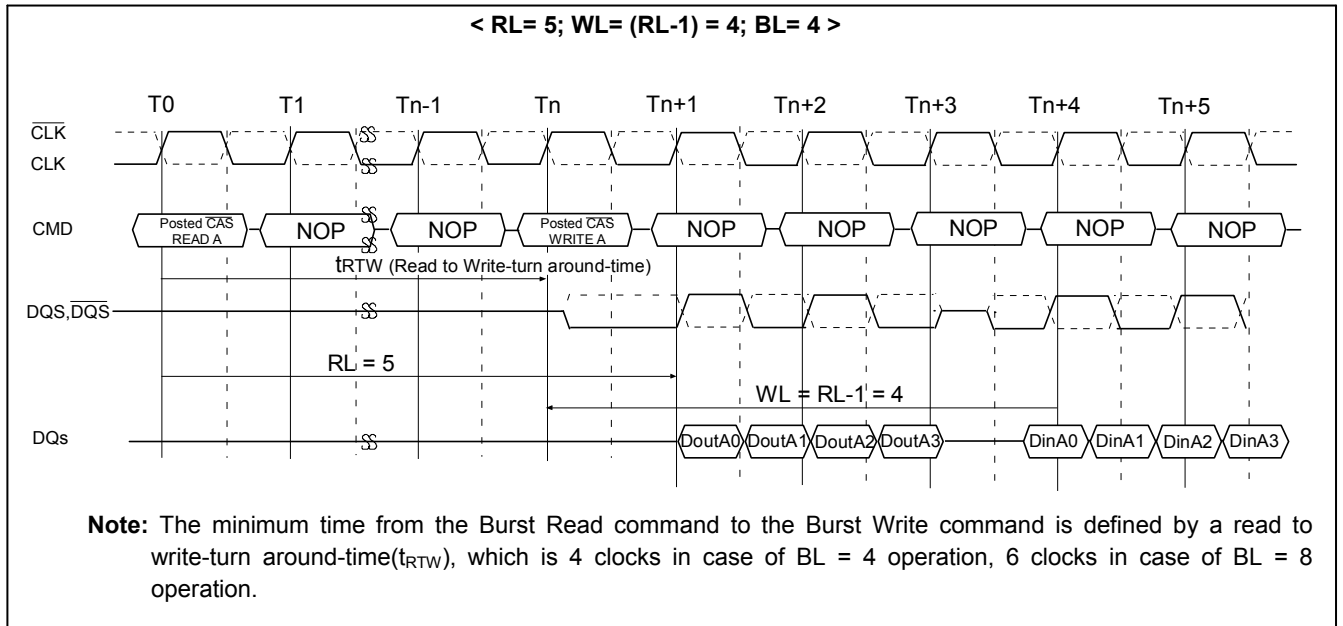 < RL= 5; WL= (RL-1) = 4; BL= 4 >
T0 T1 Tn-1 Tn Tn+1 Tn+2 Tn+3 Tn+4 Tn+5
C̅L̅K̅
CLK
CMD
Posted C̅A̅S̅
READ A
NOP
NOP
Posted C̅A̅S̅
WRITE A
NOP
NOP
NOP
NOP
NOP
tRTW (Read to Write-turn around-time)
DQS,D̅Q̅S̅
RL = 5
WL = RL-1 = 4
DQs
DoutA0 DoutA1 DoutA2 DoutA3 DinA0 DinA1 DinA2 DinA3
Note: The minimum time from the Burst Read command to the Burst Write command is defined by a read to
write-turn around-time(tRTW), which is 4 clocks in case of BL = 4 operation, 6 clocks in case of BL = 8
operation.